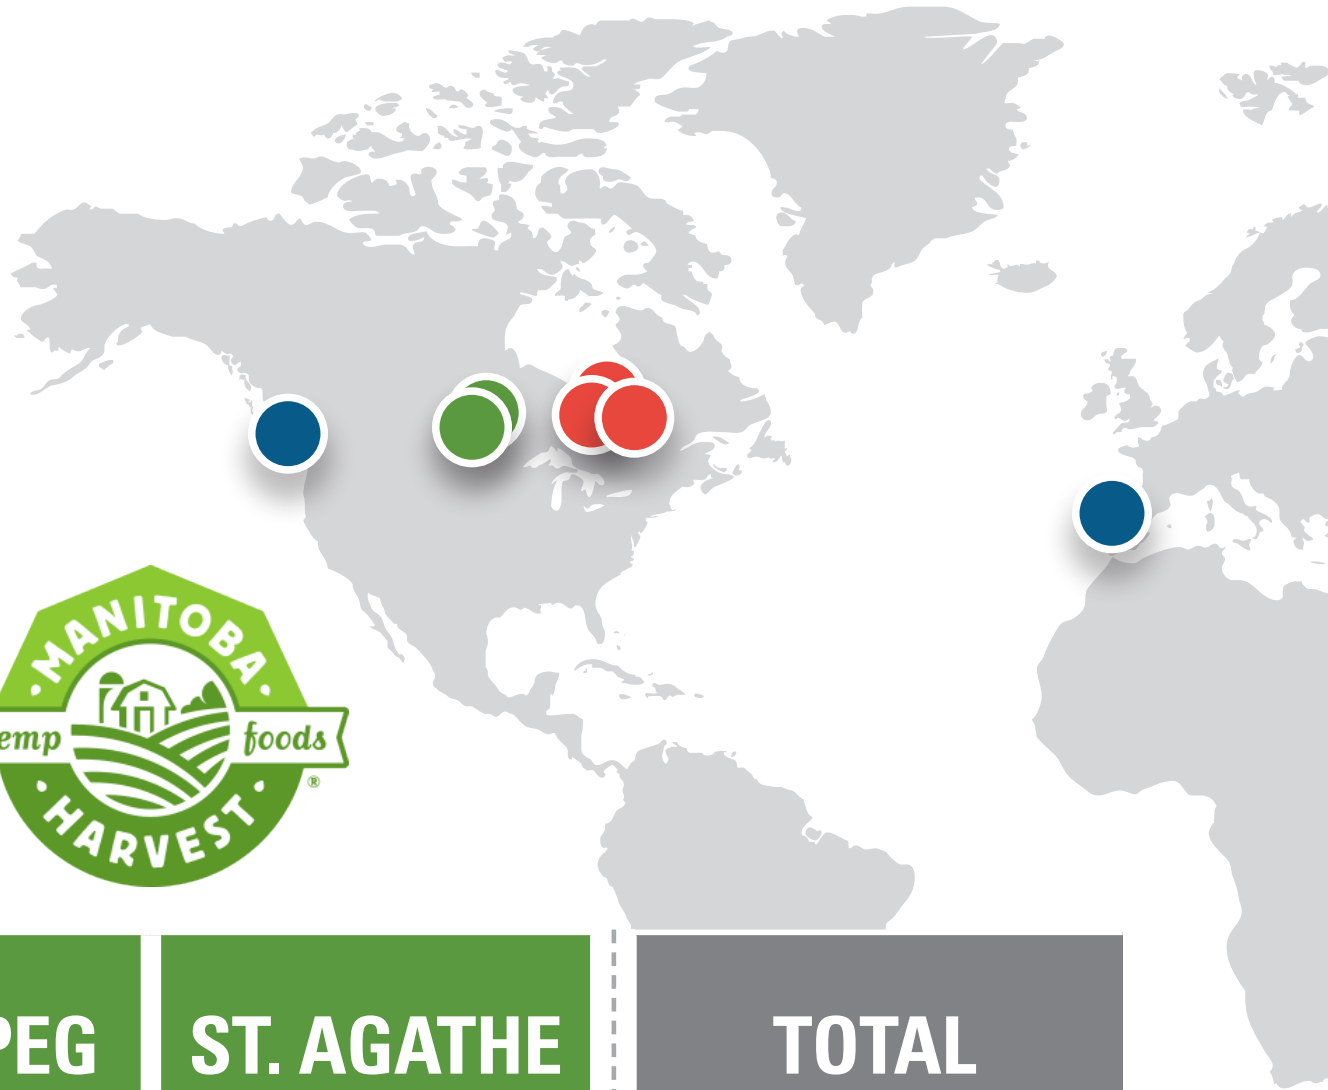 MANITOBA
emp foods
HARVEST
®
PEG
ST. AGATHE
TOTAL